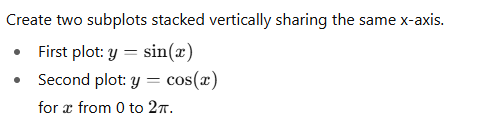 Create two subplots stacked vertically sharing the same x-axis.
• First plot: y = sin(x)
• Second plot: y = cos(x)
for x from 0 to 2π.